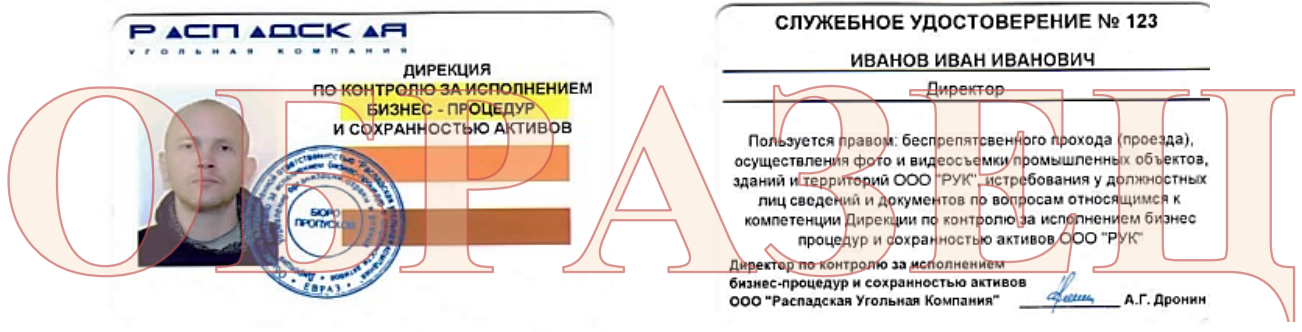 РАСПАДСКАЯ
УГОЛЬНАЯ КОМПАНИЯ
ДИРЕКЦИЯ
ПО КОНТРОЛЮ ЗА ИСПОЛНЕНИЕМ
БИЗНЕС - ПРОЦЕДУР
И СОХРАННОСТЬЮ АКТИВОВ
БЮРО
ПРОПУСКОВ
ЕВРАЗ
СЛУЖЕБНОЕ УДОСТОВЕРЕНИЕ № 123
ИВАНОВ ИВАН ИВАНОВИЧ
Директор
Пользуется правом: беспрепятсвенного прохода (проезда),
осуществления фото и видеосъемки промышленных объектов,
зданий и территорий ООО "РУК", истребования у должностных
лиц сведений и документов по вопросам относящимся к
компетенции Дирекции по контролю за исполнением бизнес
процедур и сохранностью активов ООО "РУК"
Директор по контролю за исполнением
бизнес-процедур и сохранностью активов
ООО "Распадская Угольная Компания" А.Г. Дронин
ОБРАЗЕЦ